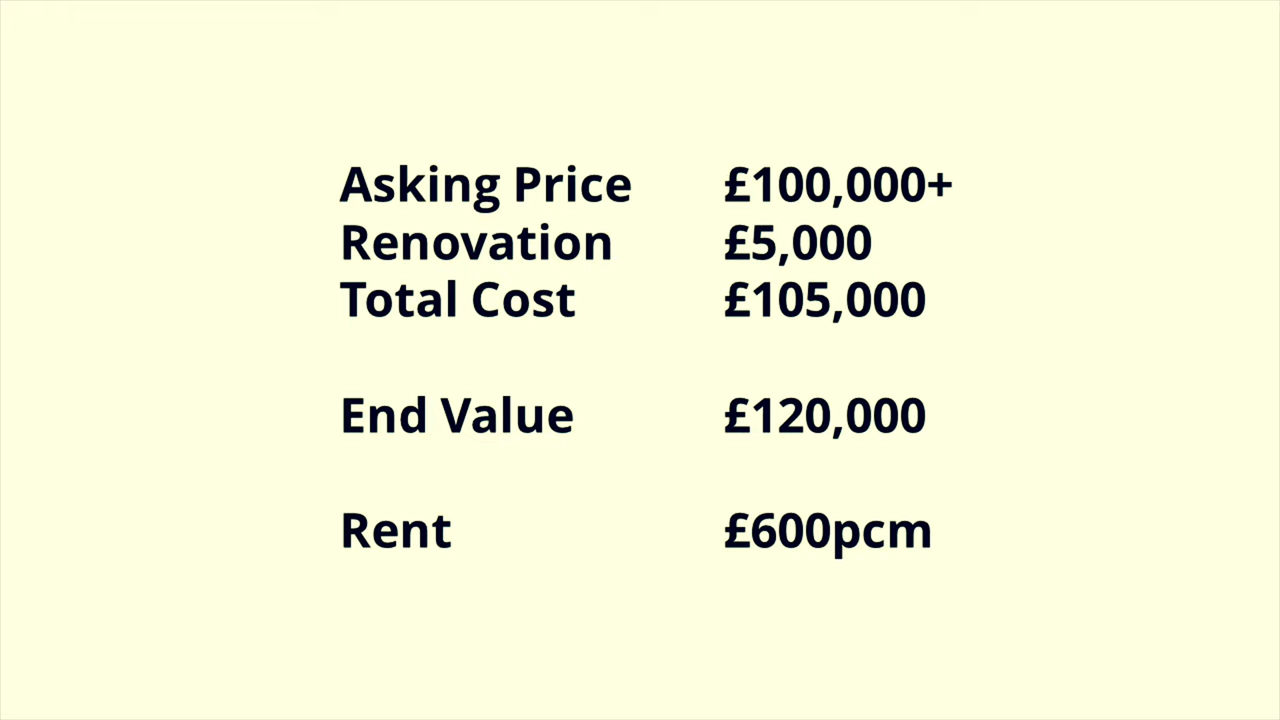 Asking Price £100,000+
Renovation £5,000
Total Cost £105,000
End Value £120,000
Rent £600pcm